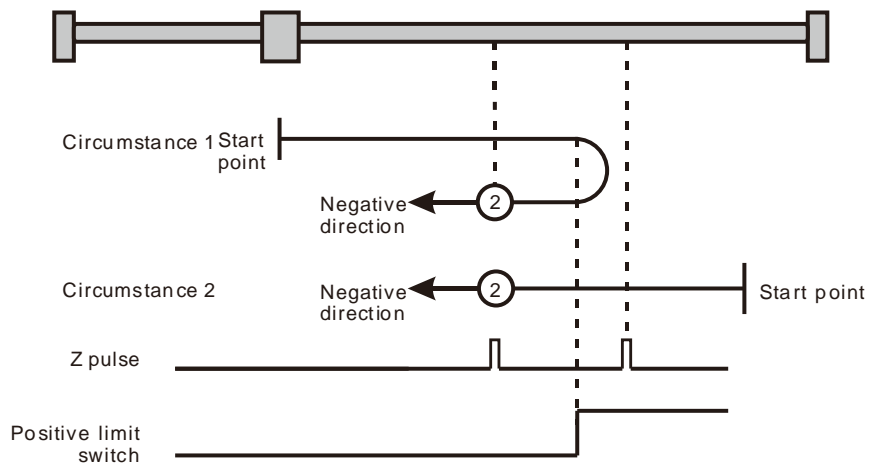 Circumstance 1 Start
point
Negative
direction
2
Circumstance 2
Negative
direction
2
Start point
Z pulse
Positive limit
switch